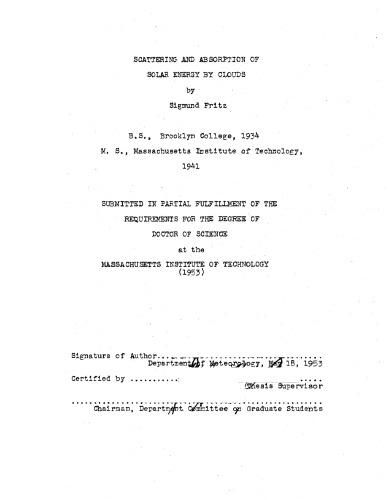 SCATTERING AND ABSORPTION OF
SOLAR ENERGY BY CLOUDS
by
Sigmund Fritz
B.S., Brooklyn College, 1934
M. S., Massachusetts Institute of Technology,
1941
SUBMITTED IN PARTIAL FULFILLMENT OF THE
REQUIREMENTS FOR THE DEGREE OF
DOCTOR OF SCIENCE
at the
MASSACHUSETTS INSTITUTE OF TECHNOLOGY
(1953)
Signature of Author
Department of Meteorology, 18, 1953
Certified by
Thesis Supervisor
Chairman, Department Committee on Graduate Students